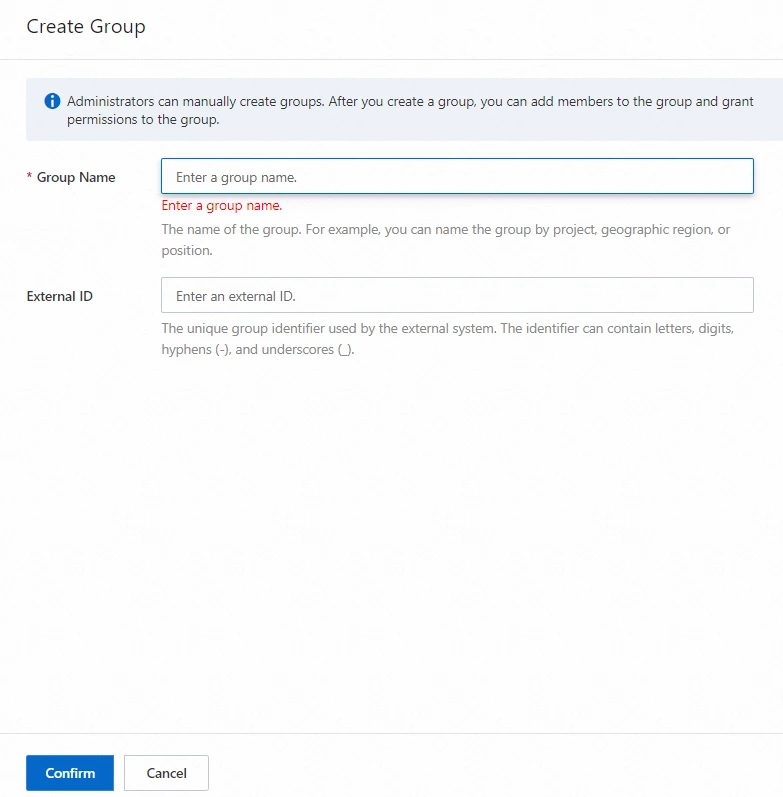 Create Group
Administrators can manually create groups. After you create a group, you can add members to the group and grant
permissions to the group.
* Group Name
Enter a group name.
Enter a group name.
The name of the group. For example, you can name the group by project, geographic region, or
position.
External ID
Enter an external ID.
The unique group identifier used by the external system. The identifier can contain letters, digits,
hyphens (-), and underscores (_).
Confirm
Cancel